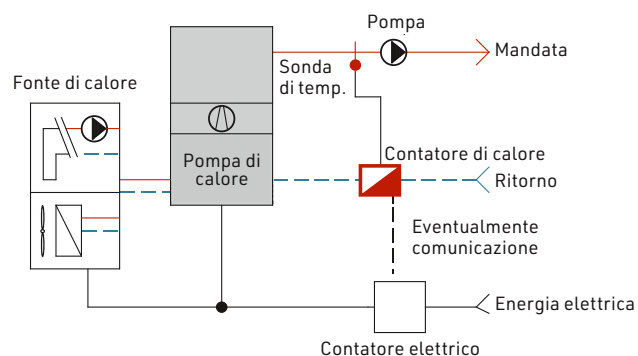 Pompa
Mandata
Sonda
di temp.
Fonte di calore
Pompa di
calore
Contatore di calore
Ritorno
Eventualmente
comunicazione
Energia elettrica
Contatore elettrico